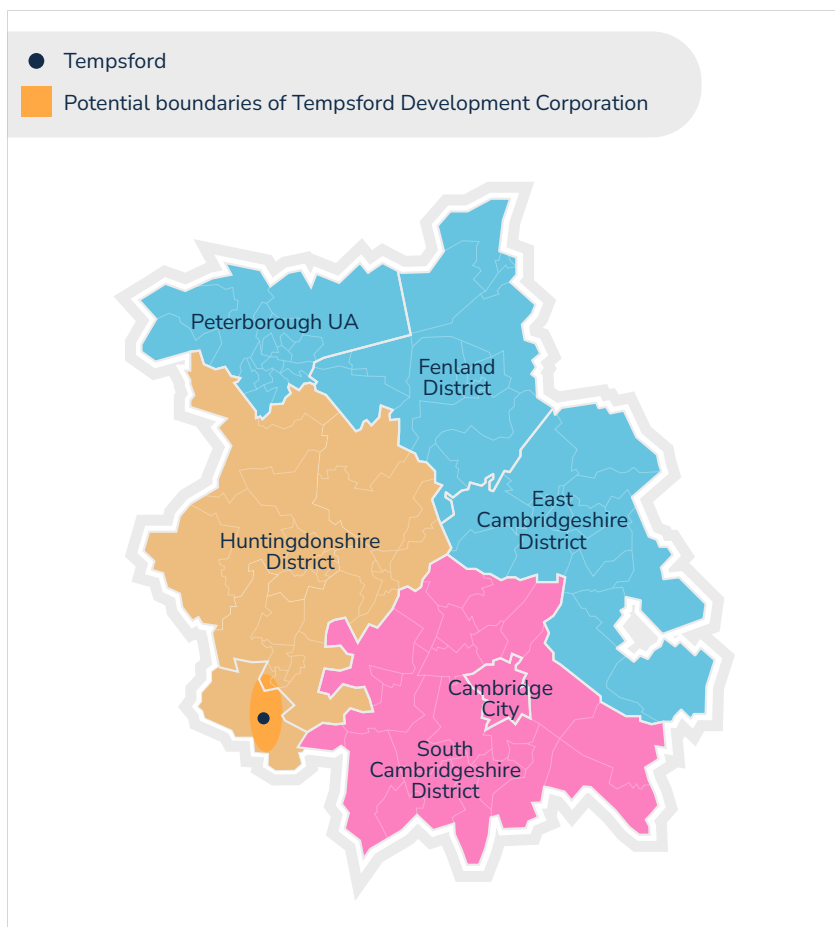 Tempsford
Potential boundaries of Tempsford Development Corporation
Peterborough UA
Fenland
District
East
Cambridgeshire
District
Huntingdonshire
District
Cambridge
City
South
Cambridgeshire
District